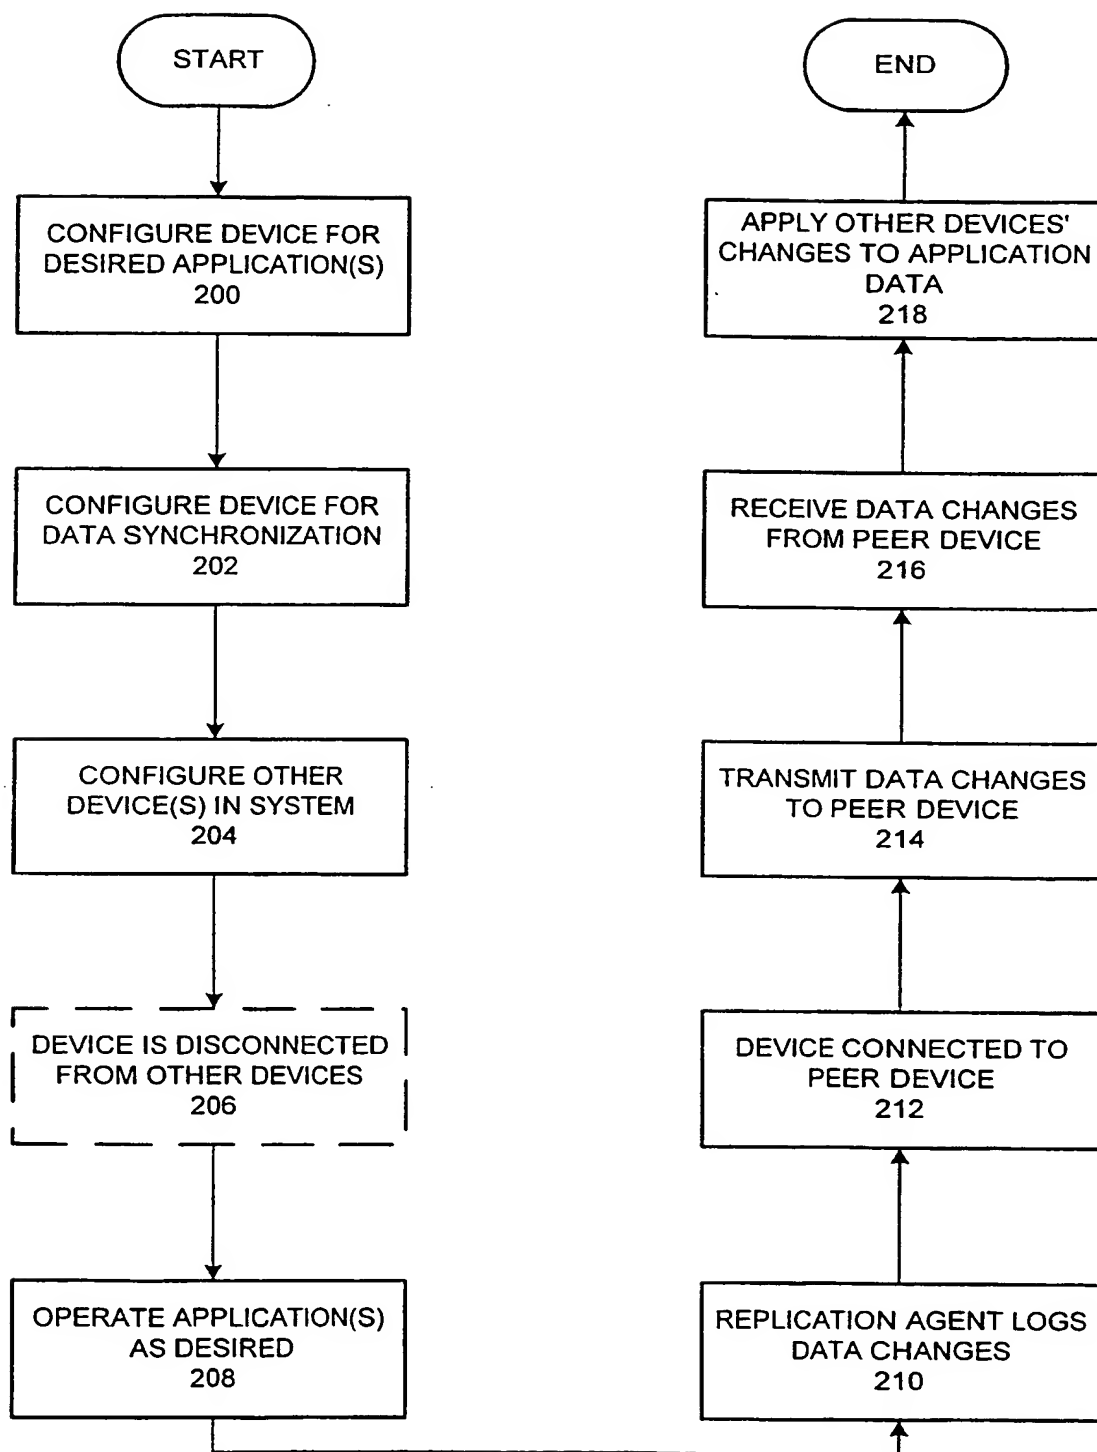 START
CONFIGURE DEVICE FOR
DESIRED APPLICATION(S)
200
CONFIGURE DEVICE FOR
DATA SYNCHRONIZATION
202
CONFIGURE OTHER
DEVICE(S) IN SYSTEM
204
DEVICE IS DISCONNECTED
FROM OTHER DEVICES
206
OPERATE APPLICATION(S)
AS DESIRED
208
REPLICATION AGENT LOGS
DATA CHANGES
210
DEVICE CONNECTED TO
PEER DEVICE
212
TRANSMIT DATA CHANGES
TO PEER DEVICE
214
RECEIVE DATA CHANGES
FROM PEER DEVICE
216
APPLY OTHER DEVICES'
CHANGES TO APPLICATION
DATA
218
END